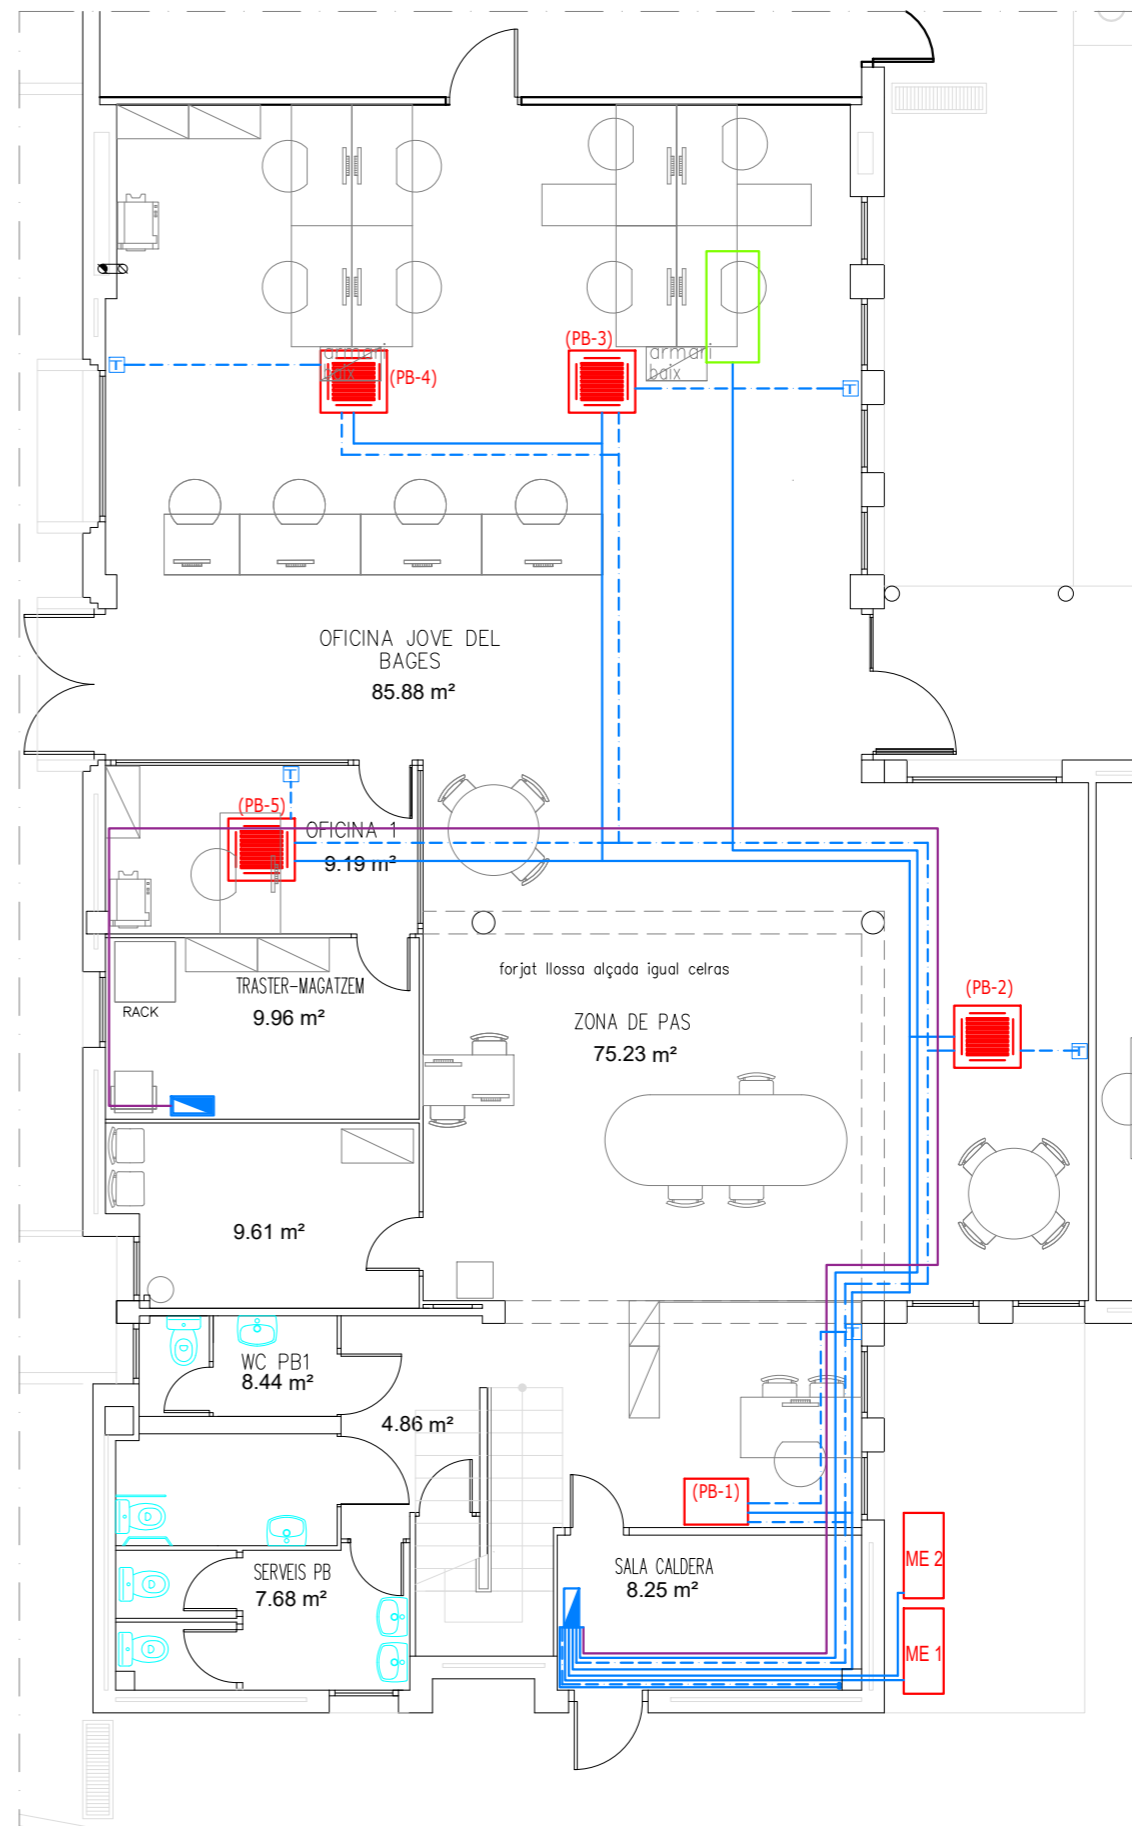 (PB-3)
armari
baix
(PB-4)
armari
baix
T
T
OFICINA JOVE DEL
BAGES
85.88 m²
T
(PB-5)
OFICINA 1
9.19 m²
forjat llossa alçada igual celras
TRASTER-MAGATZEM
9.96 m²
RACK
ZONA DE PAS
75.23 m²
(PB-2)
T
9.61 m²
WC PB1
8.44 m²
T
4.86 m²
(PB-1)
SERVEIS PB
7.68 m²
SALA CALDERA
8.25 m²
ME 2
ME 1